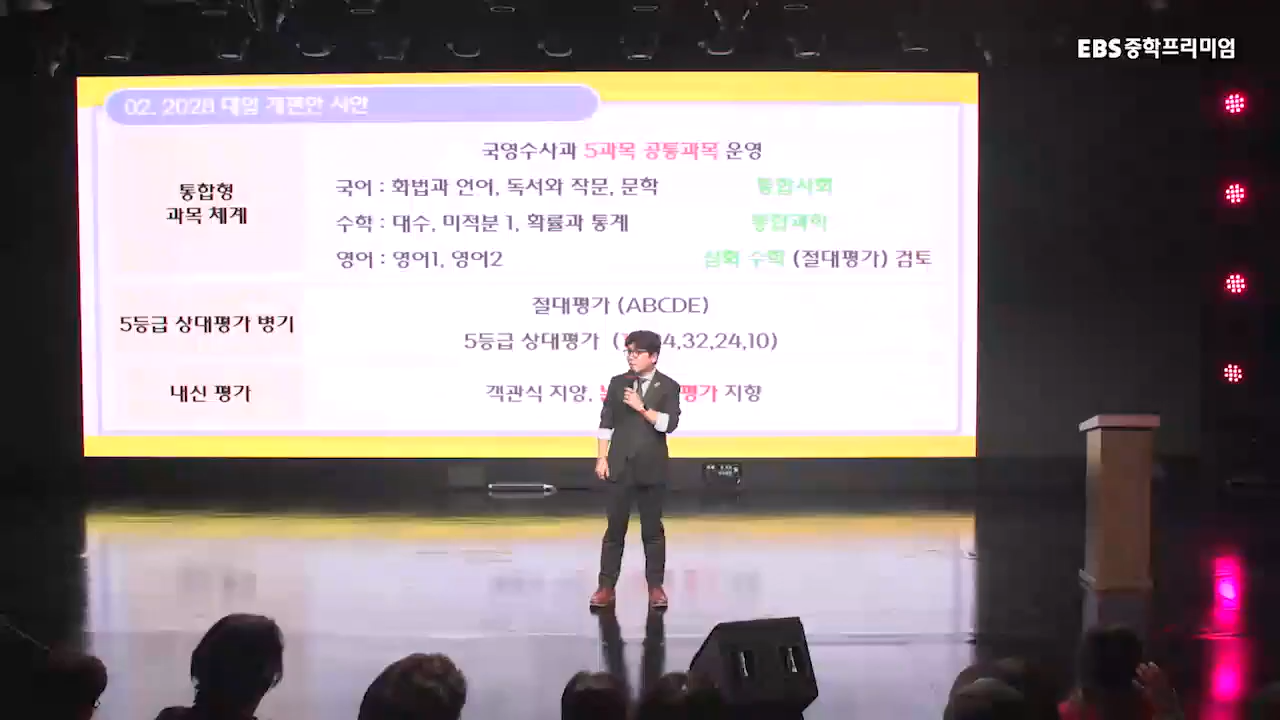 EBS 중학프리미엄
02. 2028 대입 개편안 시안
통합형
과목 체계
국영수사과 5과목 공통과목 운영
국어 : 화법과 언어, 독서와 작문, 문학 통합사회
수학 : 대수, 미적분 1, 확률과 통계 통합과학
영어 : 영어1, 영어2 심화 수학 (절대평가) 검토
5등급 상대평가 병기
절대평가 (ABCDE)
5등급 상대평가 4,32,24,10)
내신 평가
객관식 지양, 평가 지향